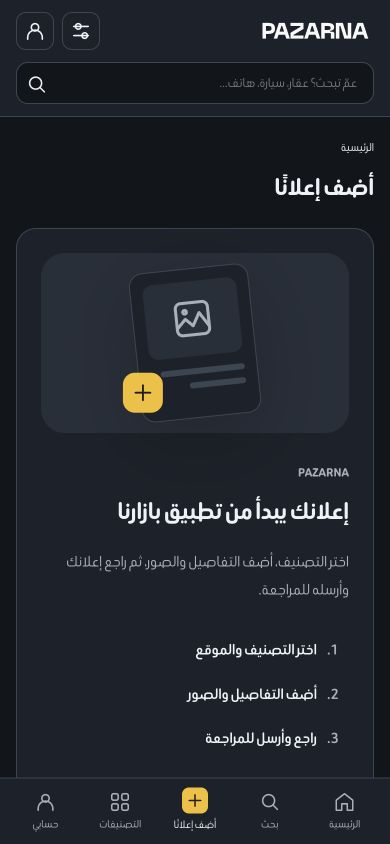 PAZARNA
عمّ تبحث؟ عقار، سيارة، هاتف...
الرئيسية
أضف إعلانًا
PAZARNA
إعلانك يبدأ من تطبيق بازارنا
اختر التصنيف، أضف التفاصيل والصور، ثم راجع إعلانك
وأرسله للمراجعة.
1. اختر التصنيف والموقع
2. أضف التفاصيل والصور
3. راجع وأرسل للمراجعة
الرئيسية
بحث
أضف إعلانًا
التصنيفات
حسابي